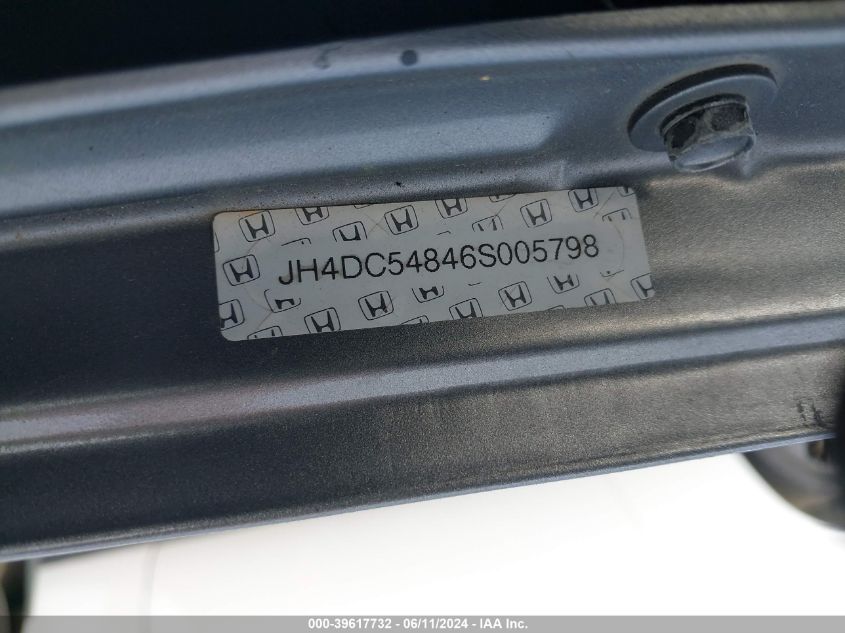 JH4DC54846S005798
000-39617732 - 06/11/2024 - IAA Inc.